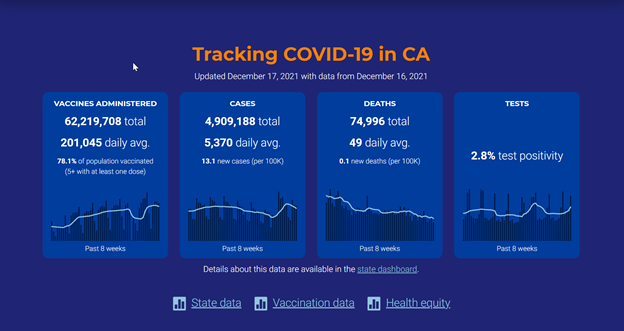 Tracking COVID-19 in CA
Updated December 17, 2021 with data from December 16, 2021
VACCINES ADMINISTERED
62,219,708 total
201,045 daily avg.
78.1% of population vaccinated
(5+ with at least one dose)
Past 8 weeks
CASES
4,909,188 total
5,370 daily avg.
13.1 new cases (per 100K)
Past 8 weeks
DEATHS
74,996 total
49 daily avg.
0.1 new deaths (per 100K)
Past 8 weeks
TESTS
2.8% test positivity
Past 8 weeks
Details about this data are available in the state dashboard.
State data
Vaccination data
Health equity